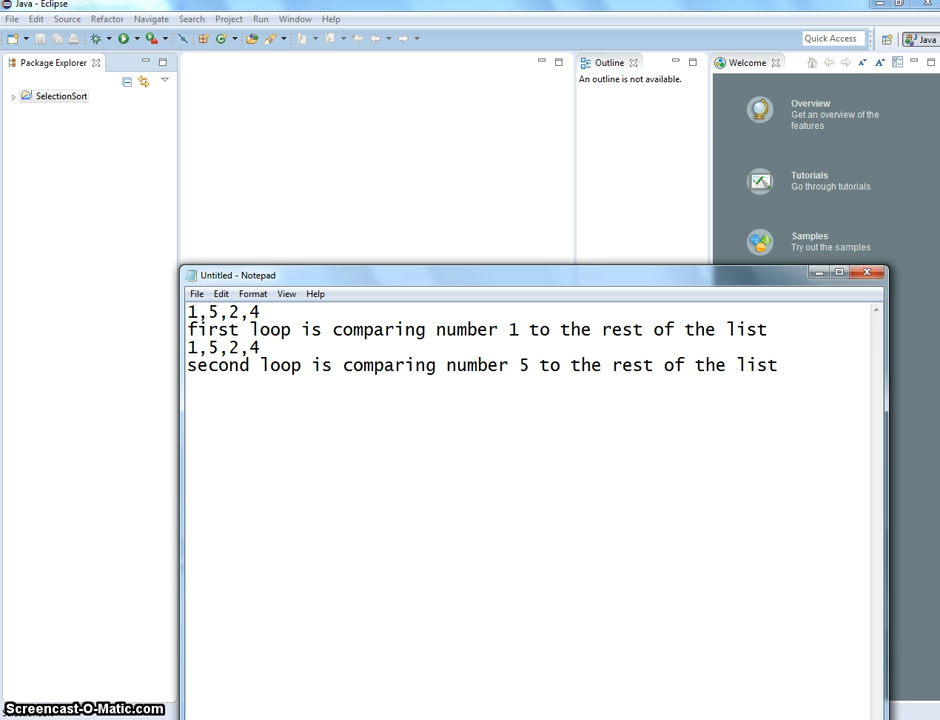 Java - Eclipse
File Edit Source Refactor Navigate Search Project Run Window Help
Quick Access
Java
Package Explorer
SelectionSort
Outline
An outline is not available.
Welcome
Overview
Get an overview of the
features
Tutorials
Go through tutorials
Samples
Try out the samples
Untitled - Notepad
File Edit Format View Help
1,5,2,4
first loop is comparing number 1 to the rest of the list
1,5,2,4
second loop is comparing number 5 to the rest of the list
Screencast-O-Matic.com